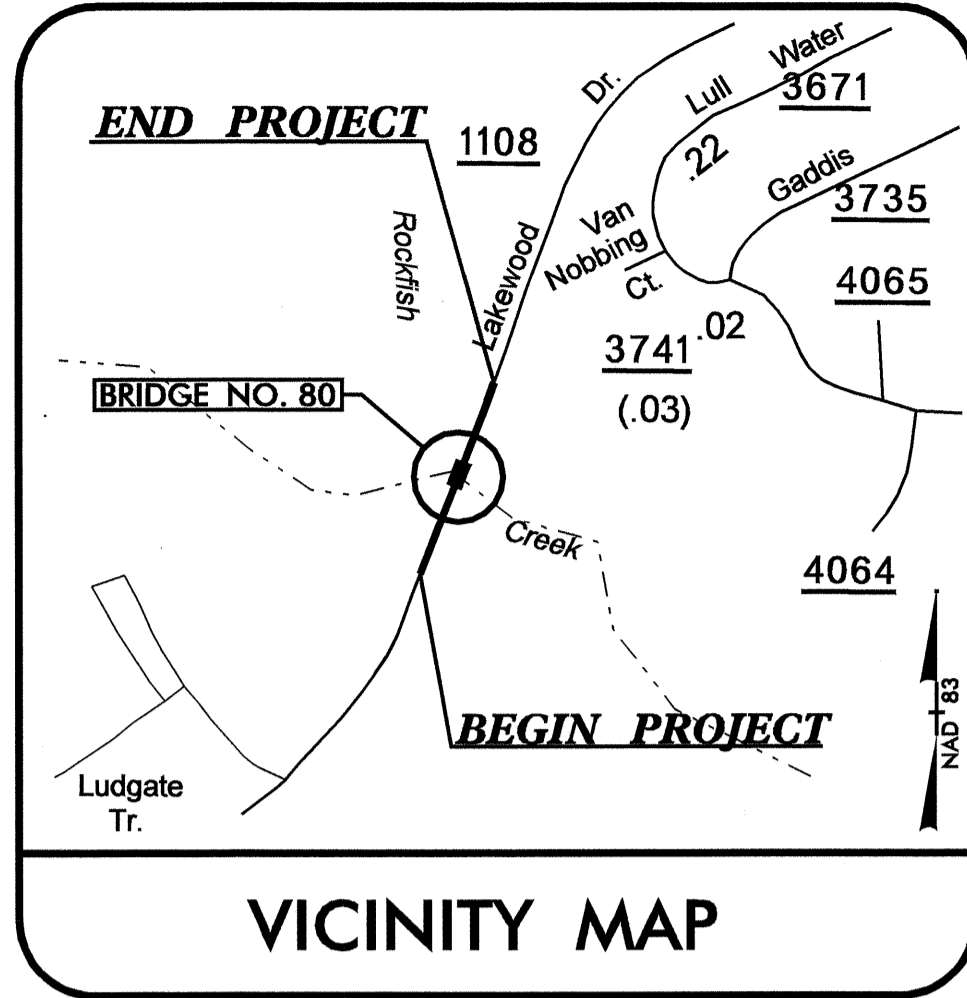 Water
Dr.
Lull
3671
END PROJECT
1108
.22
Gaddis
3735
Van
Nobbing
Ct.
Rockfish
Lakewood
4065
3741
.02
(.03)
BRIDGE NO. 80
Creek
4064
NAD 83
BEGIN PROJECT
Ludgate
Tr.
VICINITY MAP